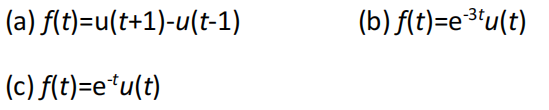 (a) f(t)=u(t+1)-u(t-1) (b) f(t)=e⁻³ᵗu(t)
(c) f(t)=e⁻ᵗu(t)